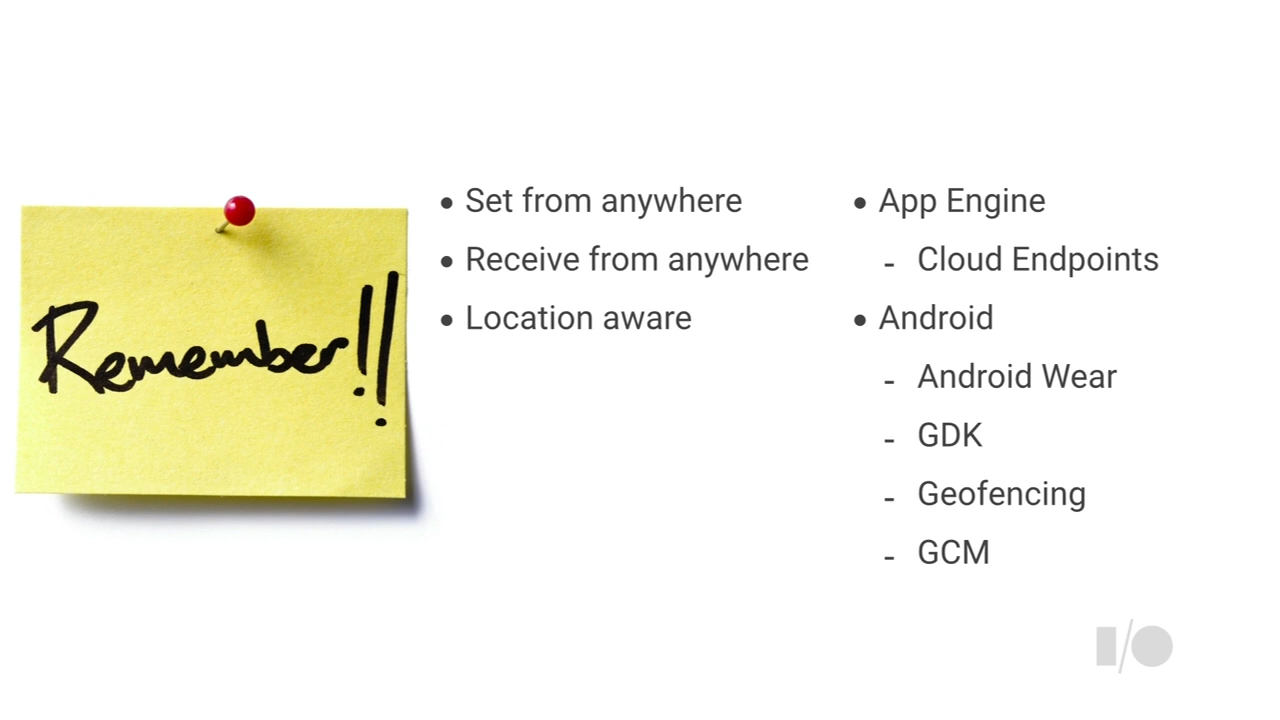 Remember!!
• Set from anywhere
• Receive from anywhere
• Location aware
• App Engine
- Cloud Endpoints
• Android
- Android Wear
- GDK
- Geofencing
- GCM
I/O